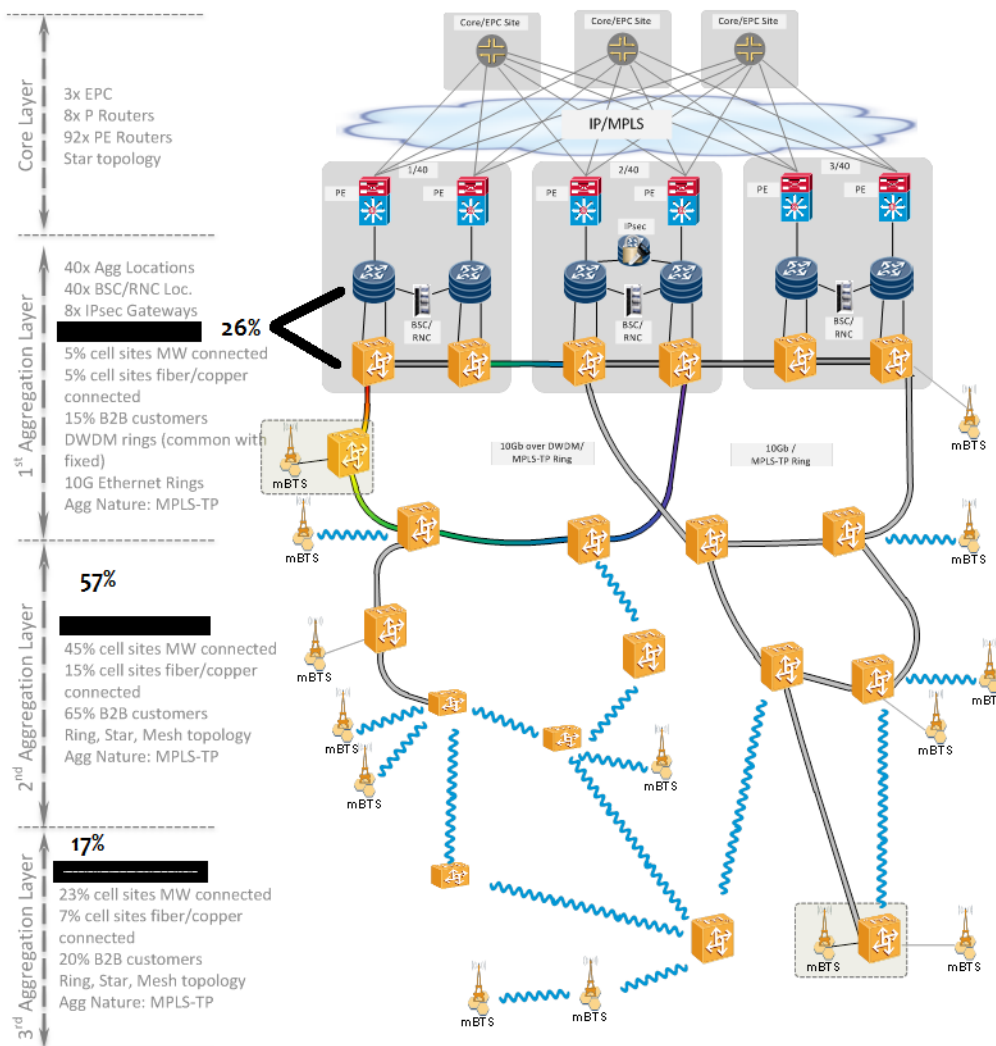 Core/EPC Site
Core/EPC Site
Core/EPC Site
Core Layer
3x EPC
8x P Routers
92x PE Routers
Star topology
IP/MPLS
1/40
2/40
3/40
PE
PE
PE
PE
PE
PE
IPsec
1st Aggregation Layer
40x Agg Locations
40x BSC/RNC Loc.
8x IPsec Gateways
26%
5% cell sites MW connected
5% cell sites fiber/copper
connected
15% B2B customers
DWDM rings (common with
fixed)
10G Ethernet Rings
Agg Nature: MPLS-TP
BSC/
RNC
BSC/
RNC
BSC/
RNC
10Gb over DWDM/
MPLS-TP Ring
10Gb /
MPLS-TP Ring
mBTS
mBTS
mBTS
mBTS
2nd Aggregation Layer
57%
45% cell sites MW connected
15% cell sites fiber/copper
connected
65% B2B customers
Ring, Star, Mesh topology
Agg Nature: MPLS-TP
mBTS
mBTS
mBTS
mBTS
mBTS
mBTS
3rd Aggregation Layer
17%
23% cell sites MW connected
7% cell sites fiber/copper
connected
20% B2B customers
Ring, Star, Mesh topology
Agg Nature: MPLS-TP
mBTS
mBTS
mBTS
mBTS